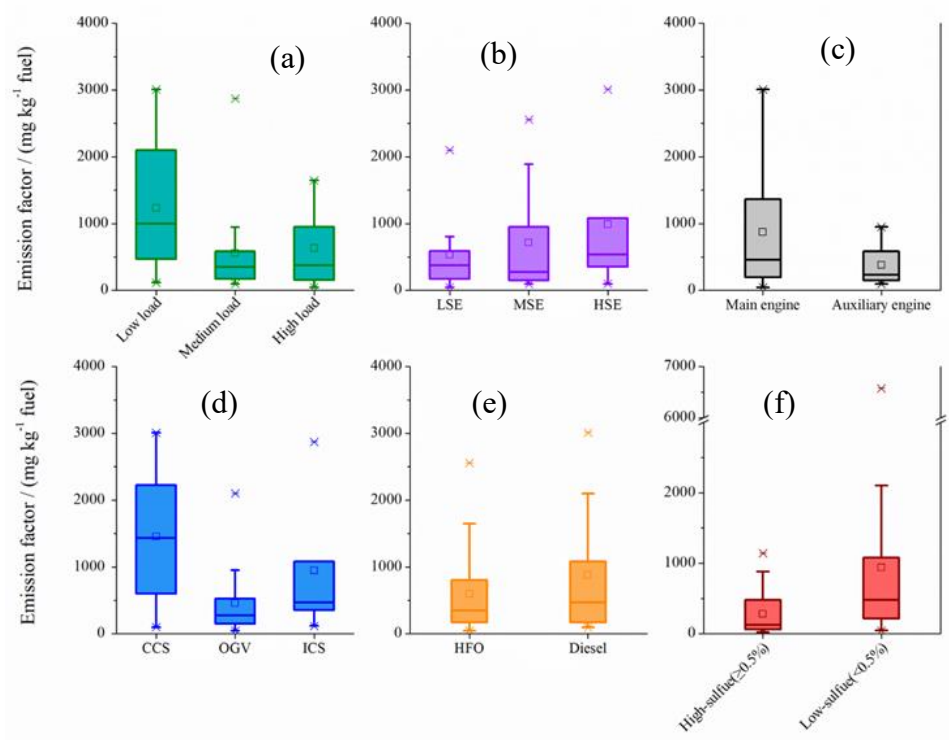 4000
3000
2000
1000
0
Emission factor / (mg kg⁻¹ fuel)
(a)
Low load
Medium load
High load
4000
3000
2000
1000
0
(b)
LSE MSE HSE
4000
3000
2000
1000
0
(c)
Main engine Auxiliary engine
4000
3000
2000
1000
0
Emission factor / (mg kg⁻¹ fuel)
(d)
CCS OGV ICS
4000
3000
2000
1000
0
(e)
HFO Diesel
7000
6000
2000
1000
0
(f)
High-sulfue(≥0.5%)
Low-sulfue(<0.5%)